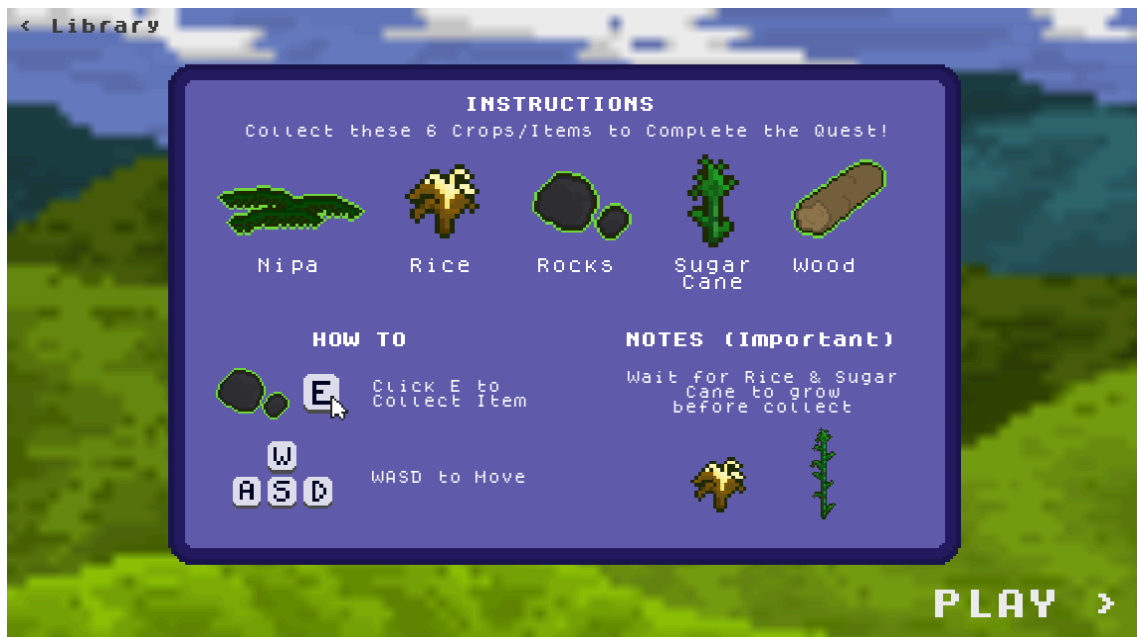 < Library
INSTRUCTIONS
Collect these 6 Crops/Items to Complete the Quest!
Nipa
Rice
Rocks
Sugar
Cane
Wood
HOW TO
E
Click E to
Collect Item
W
A S D
WASD to Move
NOTES (Important)
Wait for Rice & Sugar
Cane to grow
before collect
PLAY >